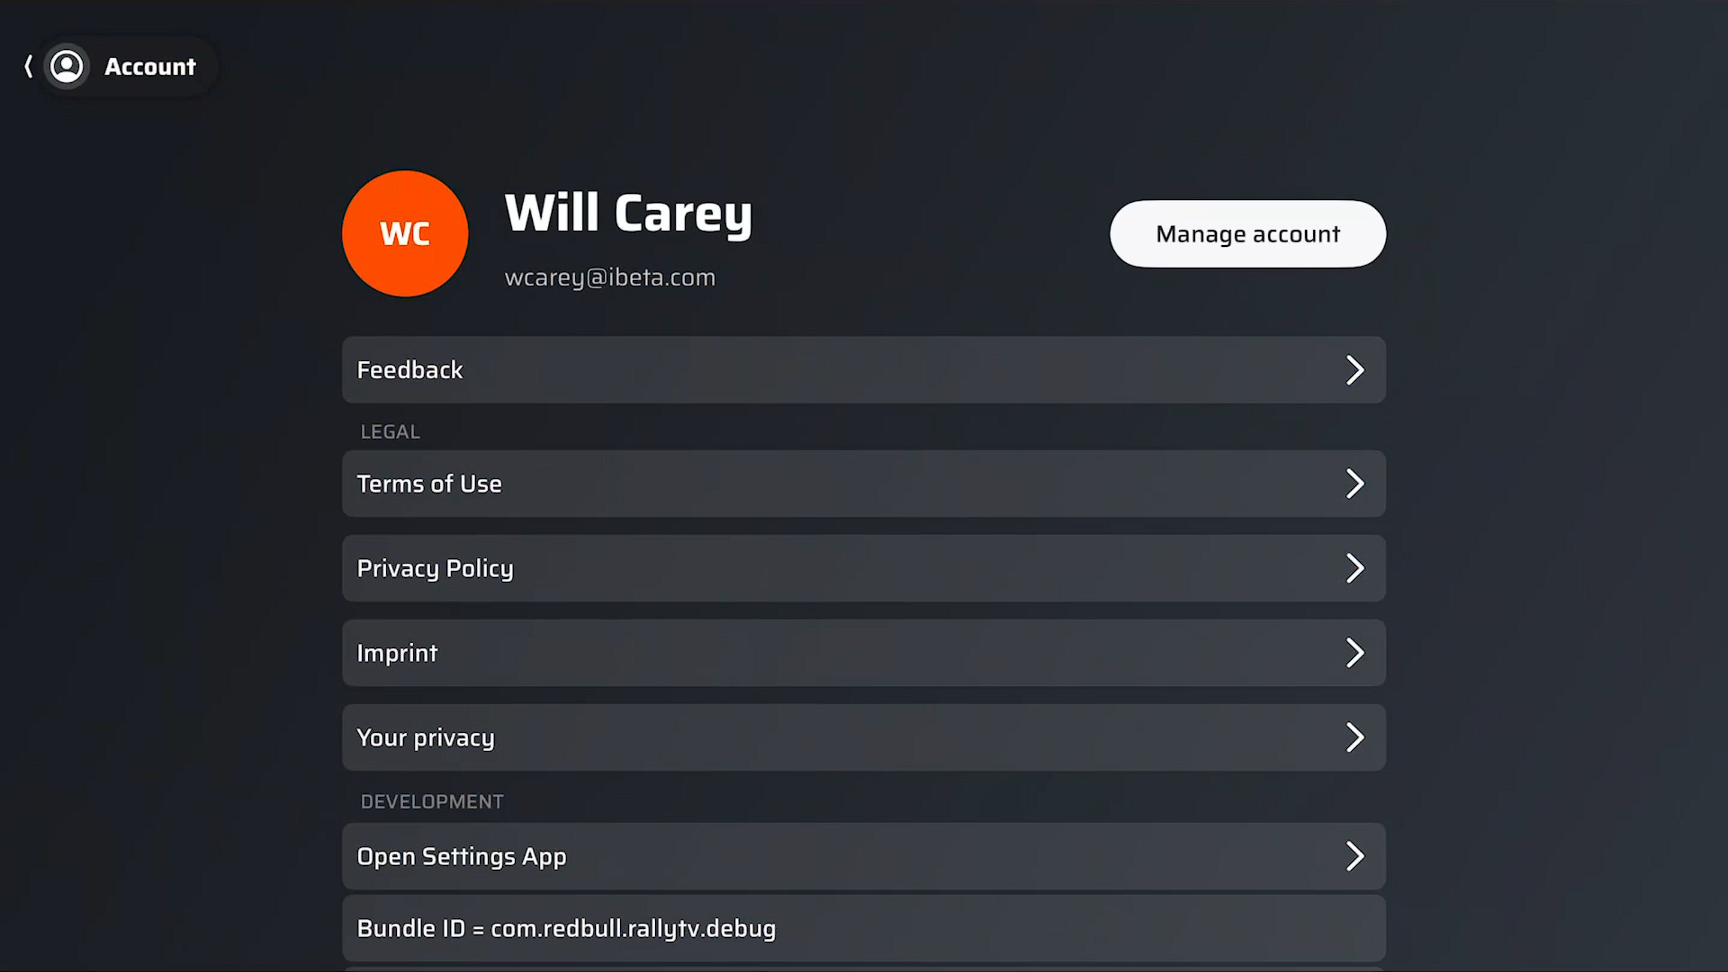 Account
WC
Will Carey
wcarey@ibeta.com
Manage account
Feedback
LEGAL
Terms of Use
Privacy Policy
Imprint
Your privacy
DEVELOPMENT
Open Settings App
Bundle ID = com.redbull.rallytv.debug